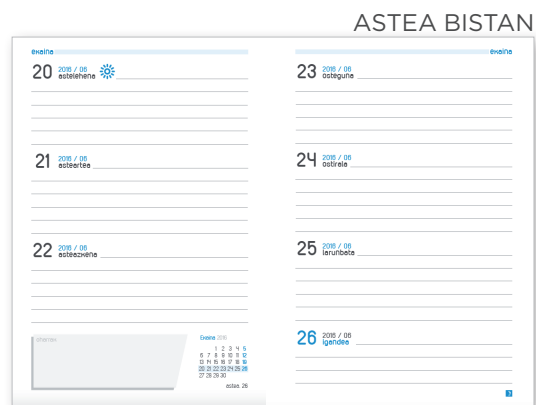 ASTEA BISTAN
ekaina
20 2016 / 06
astelehena
21 2016 / 06
asteartea
22 2016 / 06
asteazkena
oharrak
Ekaina 2016
1 2 3 4 5
6 7 8 9 10 11 12
13 14 15 16 17 18 19
20 21 22 23 24 25 26
27 28 29 30
astea. 26
ekaina
23 2016 / 06
osteguna
24 2016 / 06
ostirala
25 2016 / 06
larunbata
26 2016 / 06
igandea